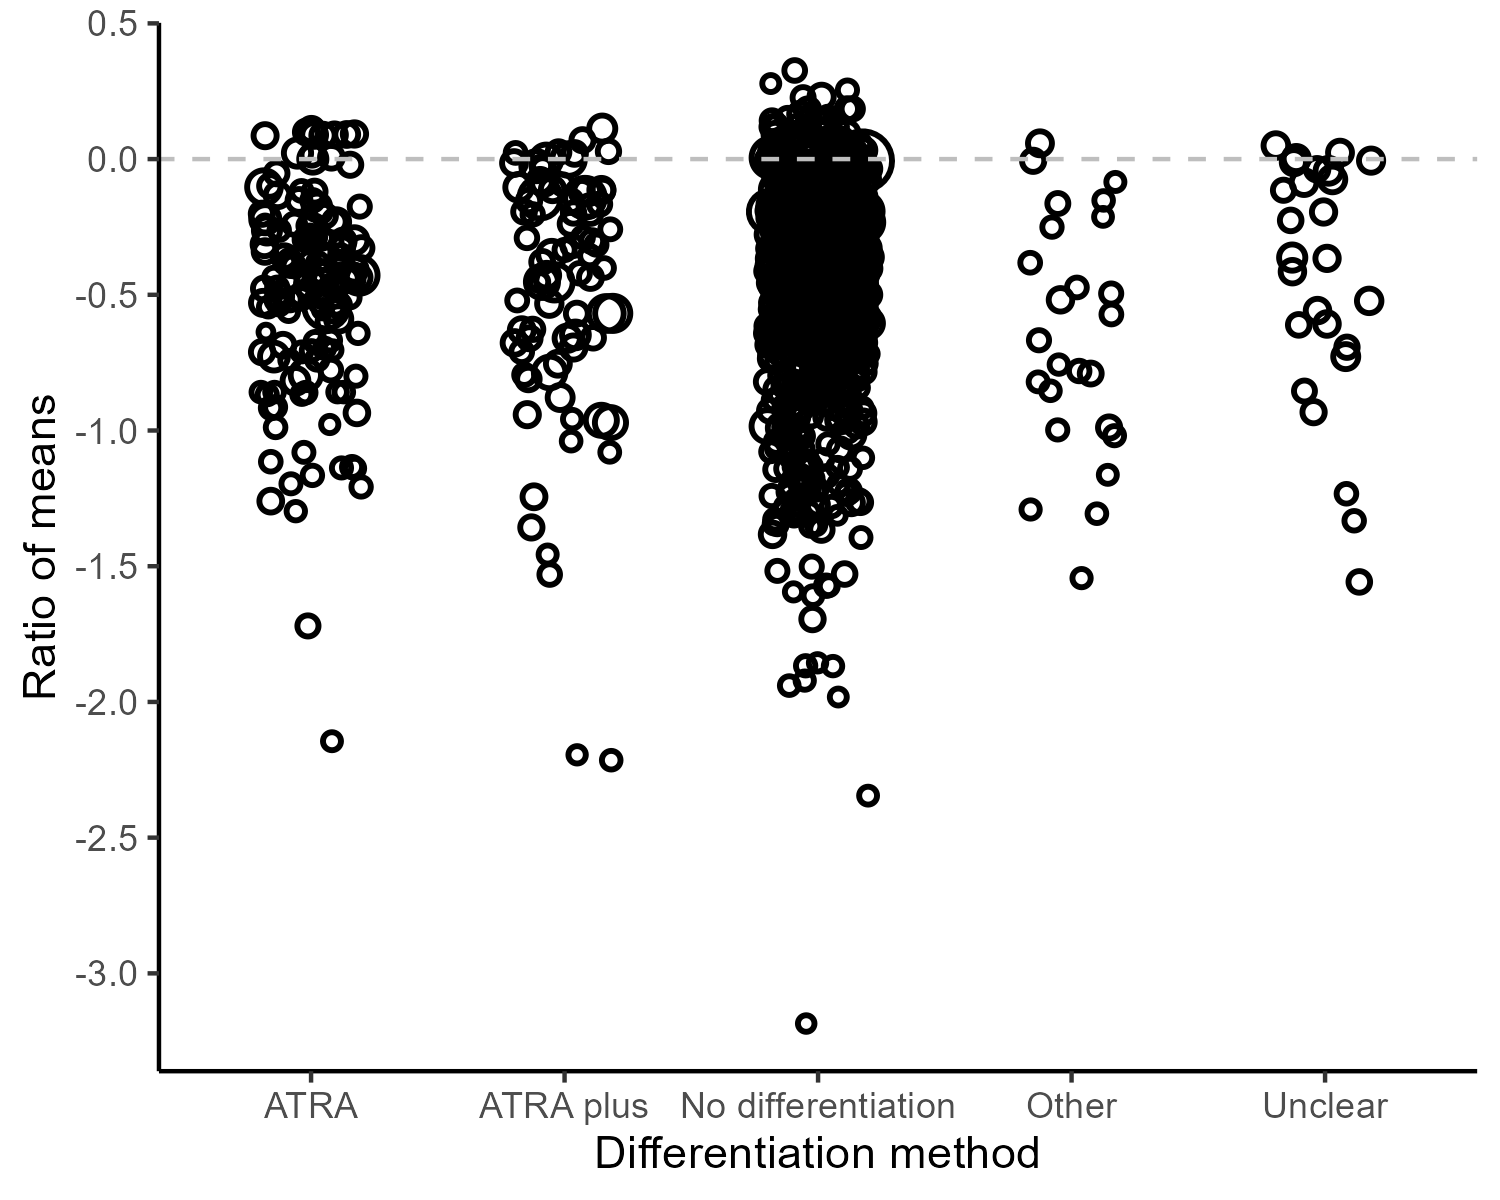 0.5
0.0
-0.5
-1.0
-1.5
-2.0
-2.5
-3.0
Ratio of means
ATRA
ATRA plus
No differentiation
Other
Unclear
Differentiation method